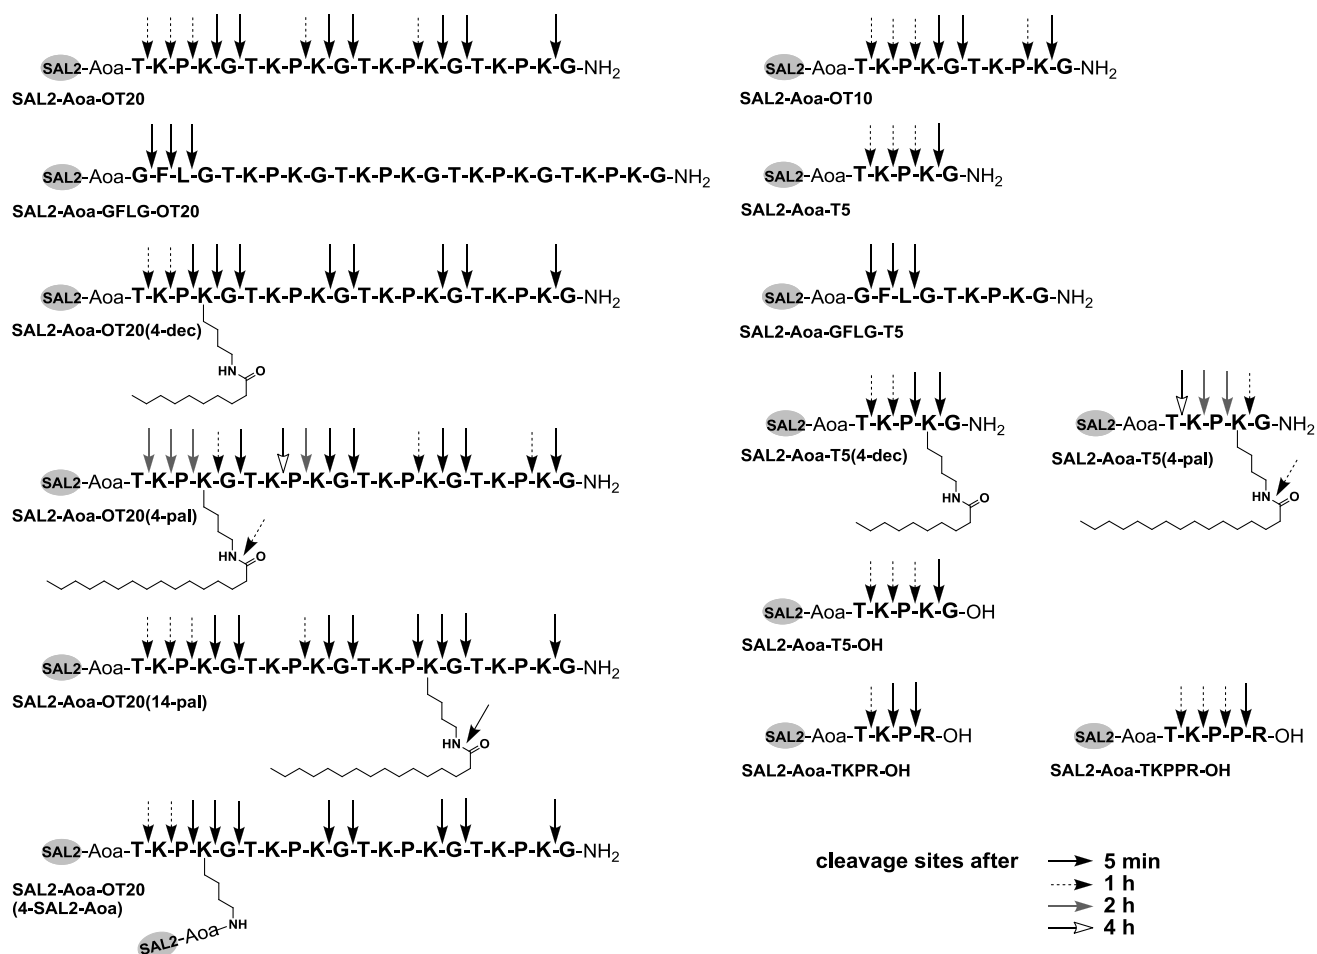 SAL2-Aoa-T-K-P-K-G-T-K-P-K-G-T-K-P-K-G-T-K-P-K-G-NH2
SAL2-Aoa-OT20
SAL2-Aoa-G-F-L-G-T-K-P-K-G-T-K-P-K-G-T-K-P-K-G-T-K-P-K-G-NH2
SAL2-Aoa-GFLG-OT20
SAL2-Aoa-T-K-P-K-G-T-K-P-K-G-T-K-P-K-G-T-K-P-K-G-NH2
SAL2-Aoa-OT20(4-dec)
HN
O
SAL2-Aoa-T-K-P-K-G-T-K-P-K-G-T-K-P-K-G-T-K-P-K-G-NH2
SAL2-Aoa-OT20(4-pal)
HN
O
SAL2-Aoa-T-K-P-K-G-T-K-P-K-G-T-K-P-K-G-T-K-P-K-G-NH2
SAL2-Aoa-OT20(14-pal)
HN
O
SAL2-Aoa-T-K-P-K-G-T-K-P-K-G-T-K-P-K-G-T-K-P-K-G-NH2
SAL2-Aoa-OT20
(4-SAL2-Aoa)
SAL2-Aoa-NH
SAL2-Aoa-T-K-P-K-G-T-K-P-K-G-NH2
SAL2-Aoa-OT10
SAL2-Aoa-T-K-P-K-G-NH2
SAL2-Aoa-T5
SAL2-Aoa-G-F-L-G-T-K-P-K-G-NH2
SAL2-Aoa-GFLG-T5
SAL2-Aoa-T-K-P-K-G-NH2
SAL2-Aoa-T5(4-dec)
HN
O
SAL2-Aoa-T-K-P-K-G-NH2
SAL2-Aoa-T5(4-pal)
HN
O
SAL2-Aoa-T-K-P-K-G-OH
SAL2-Aoa-T5-OH
SAL2-Aoa-T-K-P-R-OH
SAL2-Aoa-TKPR-OH
SAL2-Aoa-T-K-P-P-R-OH
SAL2-Aoa-TKPPR-OH
cleavage sites after
5 min
1 h
2 h
4 h